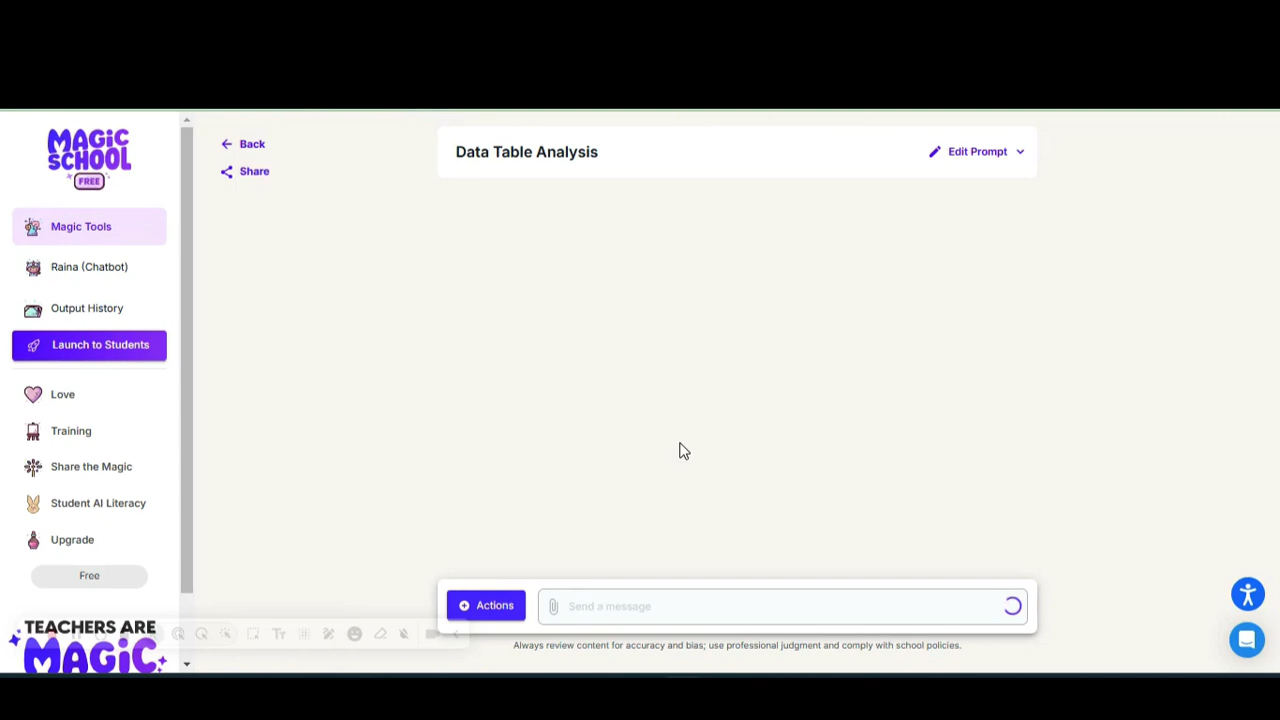 MAGIC
SCHOOL
FREE
Magic Tools
Raina (Chatbot)
Output History
Launch to Students
Love
Training
Share the Magic
Student AI Literacy
Upgrade
Free
TEACHERS ARE
MAGIC
Back
Share
Data Table Analysis
Edit Prompt
Actions
Send a message
Always review content for accuracy and bias; use professional judgment and comply with school policies.